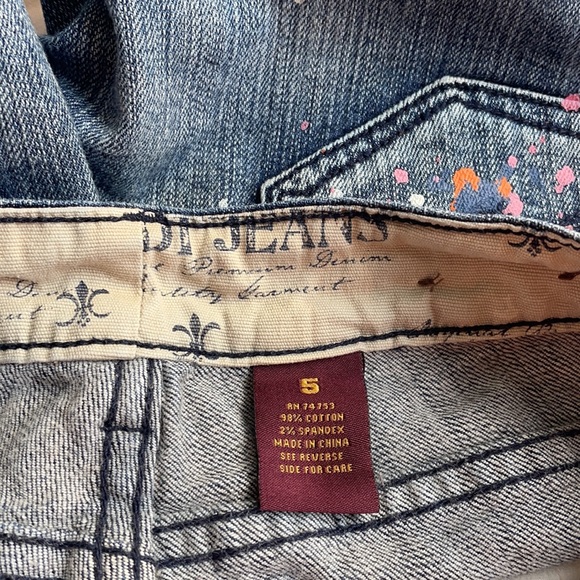 DI JEANS
Premium Denim
Garment
5
RN 74753
98% COTTON
2% SPANDEX
MADE IN CHINA
SEE REVERSE
SIDE FOR CARE